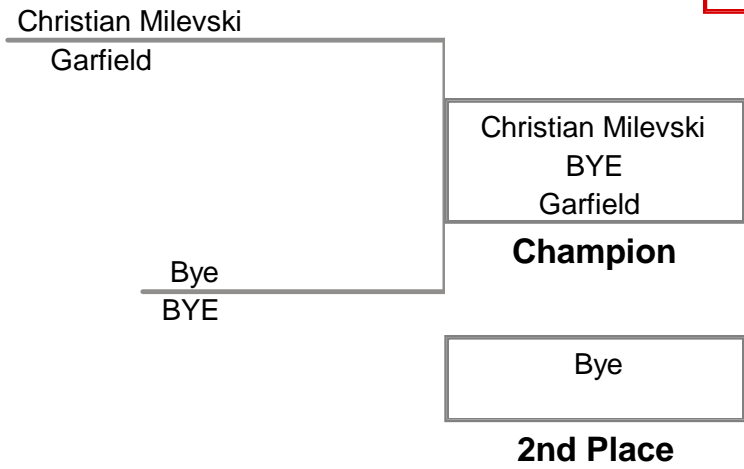 Christian Milevski
Garfield
Christian Milevski
BYE
Garfield
Champion
Bye
BYE
Bye
2nd Place